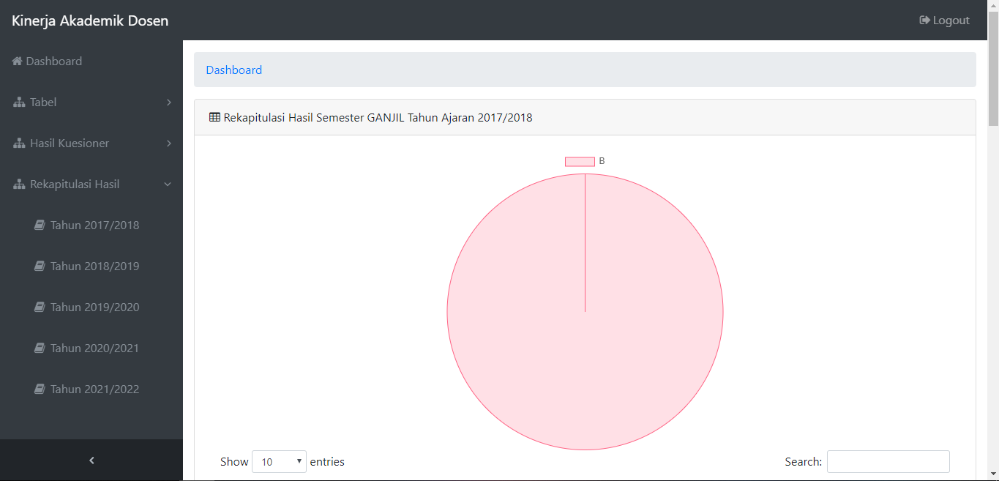 Kinerja Akademik Dosen
Logout
Dashboard
Tabel
Hasil Kuesioner
Rekapitulasi Hasil
Tahun 2017/2018
Tahun 2018/2019
Tahun 2019/2020
Tahun 2020/2021
Tahun 2021/2022
Dashboard
Rekapitulasi Hasil Semester GANJIL Tahun Ajaran 2017/2018
B
Show 10 entries
Search: